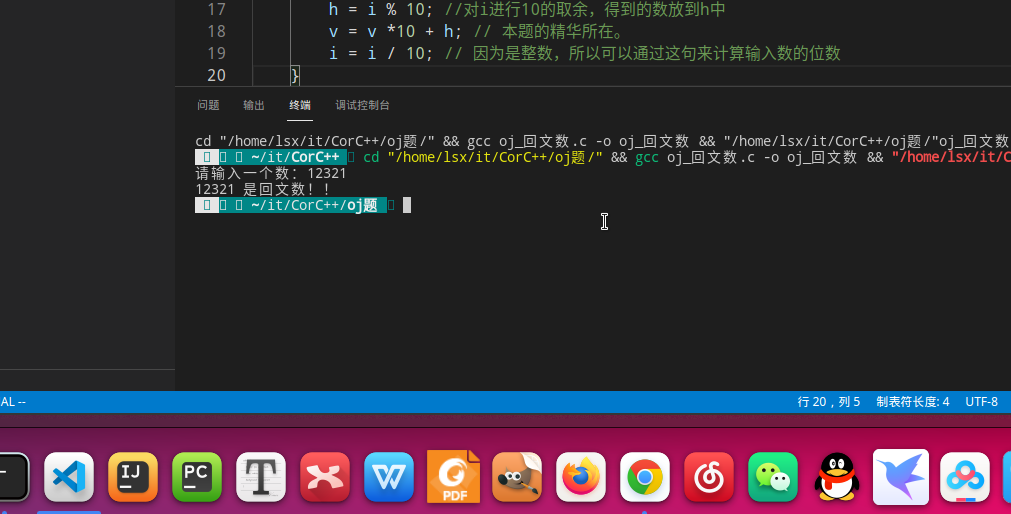 17 h = i % 10; //对i进行10的取余，得到的数放到h中
18 v = v *10 + h; // 本题的精华所在。
19 i = i / 10; // 因为是整数，所以可以通过这句来计算输入数的位数
20 }
问题 输出 终端 调试控制台
cd "/home/lsx/it/CorC++/oj题/" && gcc oj_回文数.c -o oj_回文数 && "/home/lsx/it/CorC++/oj题/"oj_回文数
~/it/CorC++ cd "/home/lsx/it/CorC++/oj题/" && gcc oj_回文数.c -o oj_回文数 && "/home/lsx/it/C
请输入一个数：12321
12321 是回文数！！
~/it/CorC++/oj题
AL -- 行 20，列 5 制表符长度: 4 UTF-8
IJ PC T W PDF